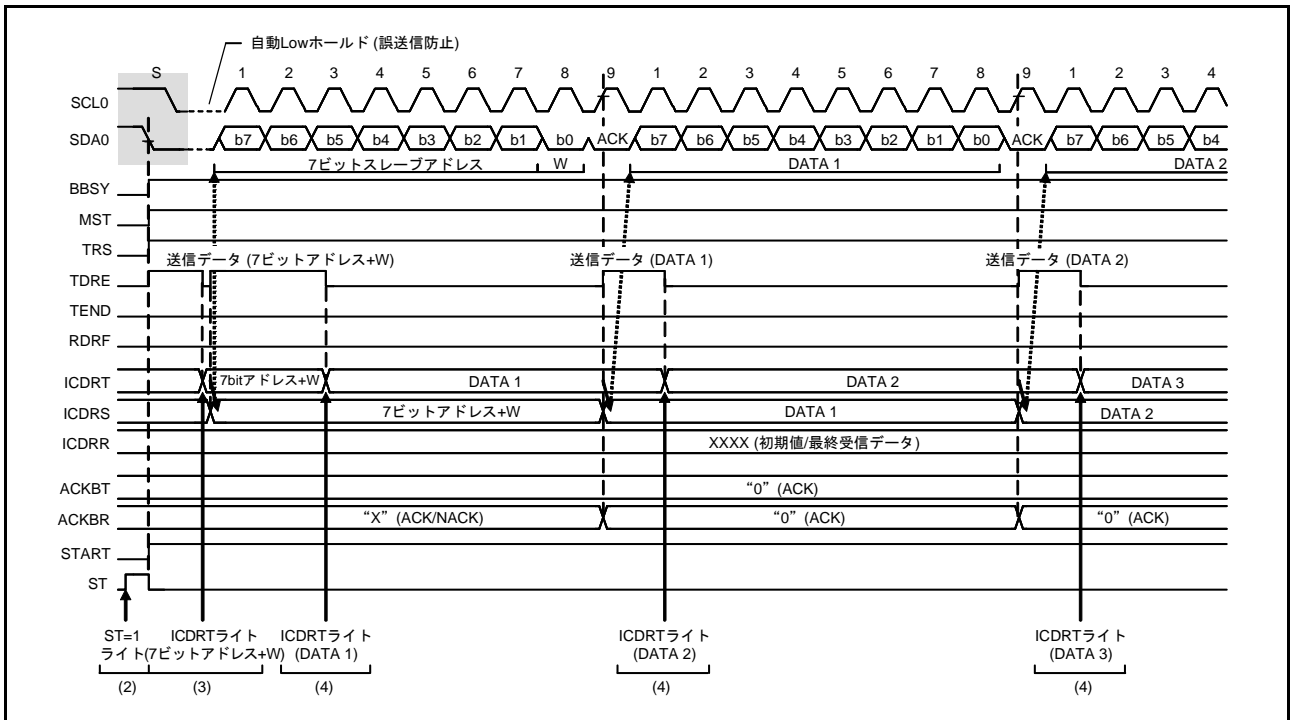 自動Lowホールド (誤送信防止)
S 1 2 3 4 5 6 7 8 9 1 2 3 4 5 6 7 8 9 1 2 3 4
SCL0
SDA0 b7 b6 b5 b4 b3 b2 b1 b0 ACK b7 b6 b5 b4 b3 b2 b1 b0 ACK b7 b6 b5 b4
7ビットスレーブアドレス W DATA 1 DATA 2
BBSY
MST
TRS
送信データ (7ビットアドレス+W) 送信データ (DATA 1) 送信データ (DATA 2)
TDRE
TEND
RDRF
ICDRT 7bitアドレス+W DATA 1 DATA 2 DATA 3
ICDRS 7ビットアドレス+W DATA 1 DATA 2
ICDRR XXXX (初期値/最終受信データ)
ACKBT “0” (ACK)
ACKBR “X” (ACK/NACK) “0” (ACK) “0” (ACK)
START
ST
ST=1 ICDRTライト ICDRTライト ICDRTライト ICDRTライト
ライト (7ビットアドレス+W) (DATA 1) (DATA 2) (DATA 3)
(2) (3) (4) (4) (4)